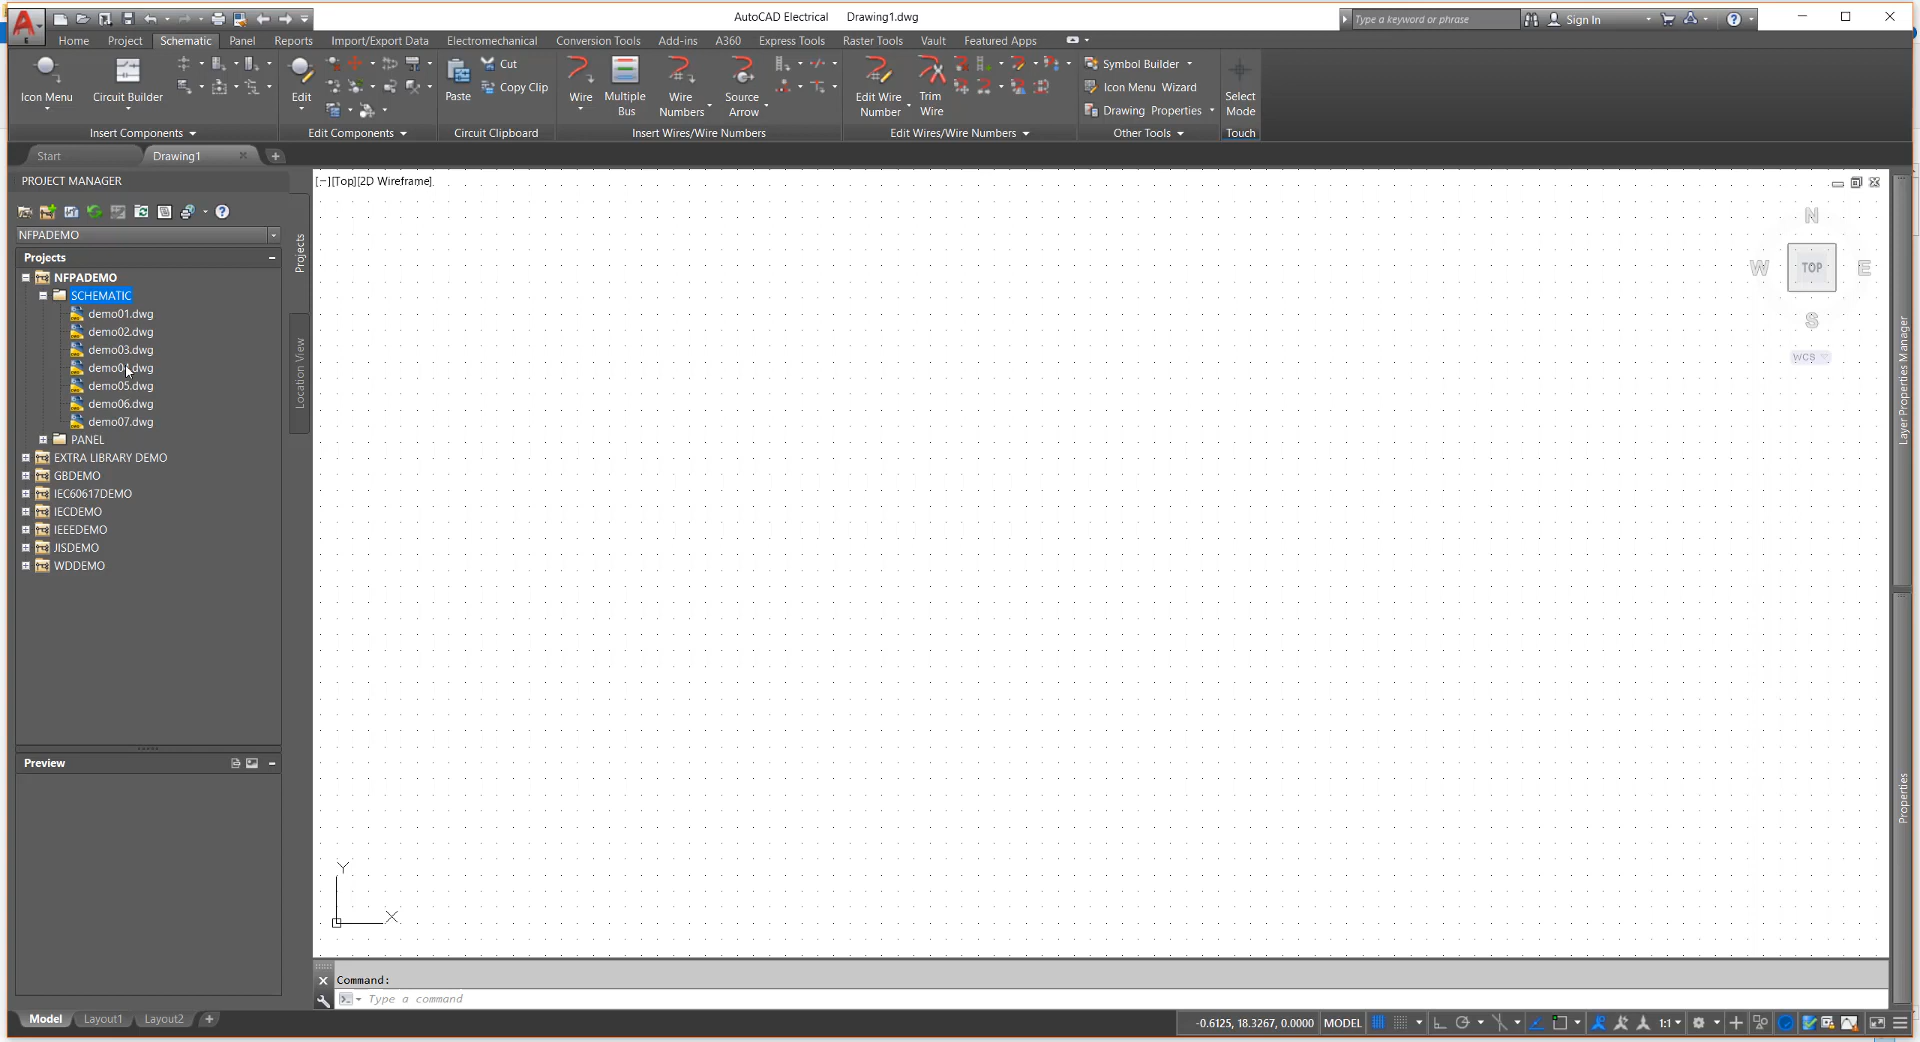 AutoCAD Electrical Drawing1.dwg
Type a keyword or phrase
Sign In
Home Project Schematic Panel Reports Import/Export Data Electromechanical Conversion Tools Add-ins A360 Express Tools Raster Tools Vault Featured Apps
Icon Menu
Circuit Builder
Insert Components
Edit
Edit Components
Paste
Cut
Copy Clip
Circuit Clipboard
Wire
Multiple
Bus
Wire
Numbers
Source
Arrow
Insert Wires/Wire Numbers
Edit Wire
Number
Trim
Wire
Edit Wires/Wire Numbers
Symbol Builder
Icon Menu Wizard
Drawing Properties
Other Tools
Select
Mode
Touch
Start
Drawing1
PROJECT MANAGER
NFPADEMO
Projects
NFPADEMO
SCHEMATIC
demo01.dwg
demo02.dwg
demo03.dwg
demo04.dwg
demo05.dwg
demo06.dwg
demo07.dwg
PANEL
EXTRA LIBRARY DEMO
GBDEMO
IEC60617DEMO
IECDEMO
IEEEDEMO
JISDEMO
WDDEMO
Preview
Projects
Location View
[−][Top][2D Wireframe]
N
W
TOP
E
S
WCS
Layer Properties Manager
Properties
Y
X
Command:
Type a command
Model
Layout1
Layout2
-0.6125, 18.3267, 0.0000
MODEL
1:1